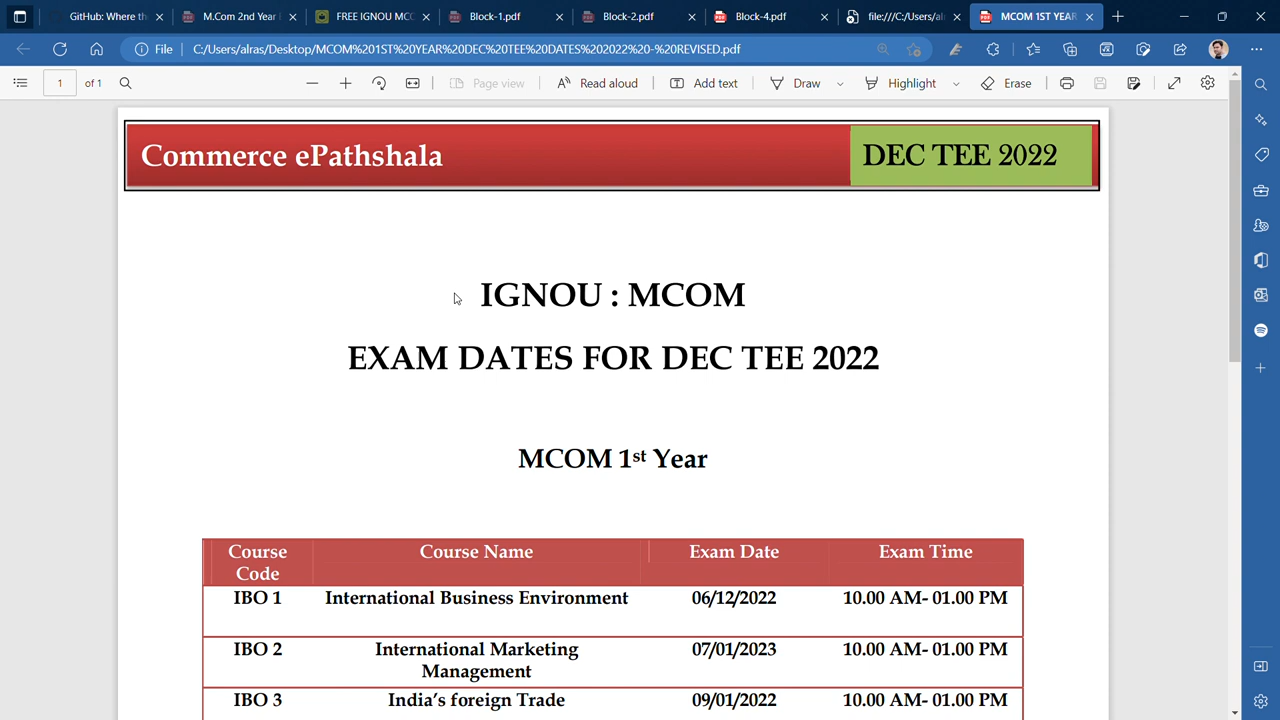 GitHub: Where th
M.Com 2nd Year
FREE IGNOU MCC
Block-1.pdf
Block-2.pdf
Block-4.pdf
file:///C:/Users/al
MCOM 1ST YEAR
File C:/Users/alras/Desktop/MCOM%201ST%20YEAR%20DEC%20TEE%20DATES%202022%20-%20REVISED.pdf
1 of 1 Page view Read aloud Add text Draw Highlight Erase
Commerce ePathshala DEC TEE 2022
IGNOU : MCOM
EXAM DATES FOR DEC TEE 2022
MCOM 1st Year
Course Code Course Name Exam Date Exam Time
IBO 1 International Business Environment 06/12/2022 10.00 AM- 01.00 PM
IBO 2 International Marketing Management 07/01/2023 10.00 AM- 01.00 PM
IBO 3 India's foreign Trade 09/01/2022 10.00 AM- 01.00 PM